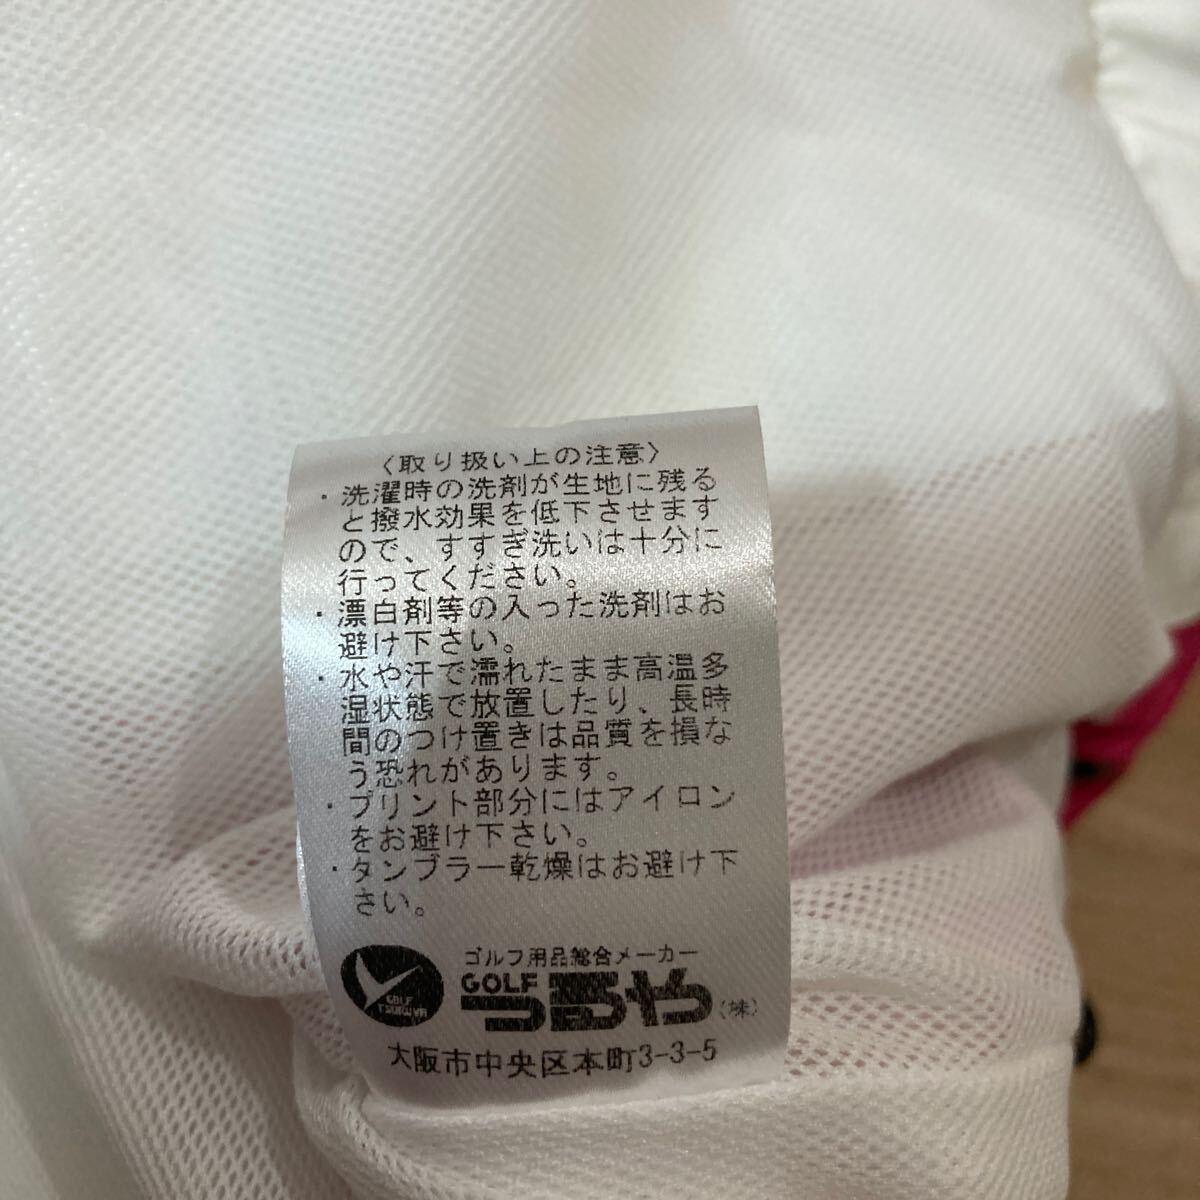 〈取り扱い上の注意〉
・洗濯時の洗剤が生地に残る
と撥水効果を低下させます
ので、すすぎ洗いは十分に
行ってください。
・漂白剤等の入った洗剤はお
避け下さい。
・水や汗で濡れたまま高温多
湿状態で放置したり、長時
間のつけ置きは品質を損な
う恐れがあります。
・プリント部分にはアイロン
をお避け下さい。
・タンブラー乾燥はお避け下
さい。
ゴルフ用品総合メーカー
GOLF
つるや(株)
GOLF
TSURUYA
大阪市中央区本町3-3-5